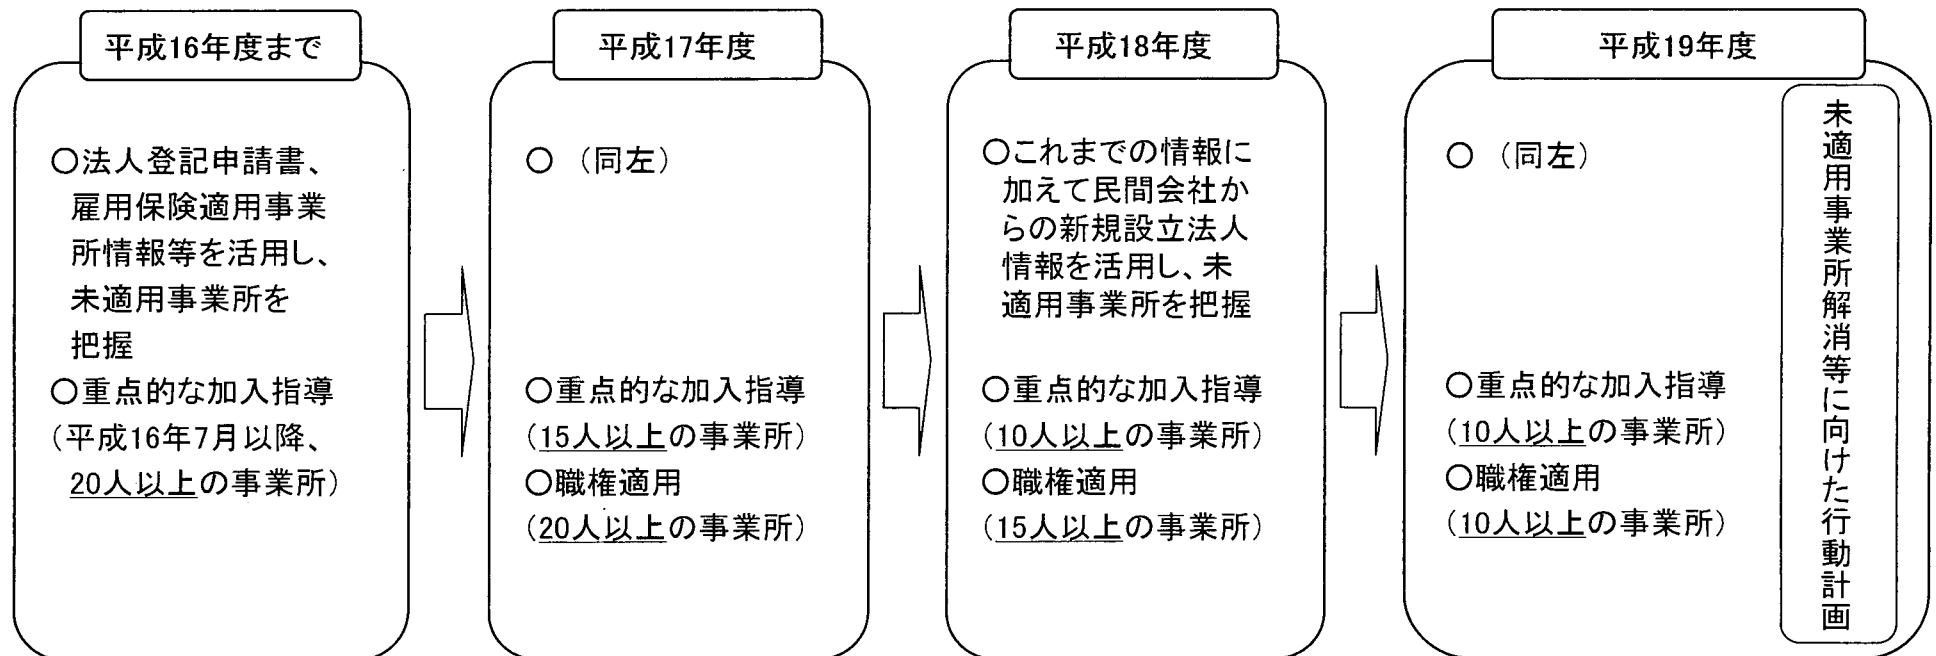 平成16年度まで
○法人登記申請書、
雇用保険適用事業
所情報等を活用し、
未適用事業所を
把握
○重点的な加入指導
(平成16年7月以降、
20人以上の事業所)
平成17年度
○ (同左)
○重点的な加入指導
(15人以上の事業所)
○職権適用
(20人以上の事業所)
平成18年度
○これまでの情報に
加えて民間会社か
らの新規設立法人
情報を活用し、未
適用事業所を把握
○重点的な加入指導
(10人以上の事業所)
○職権適用
(15人以上の事業所)
平成19年度
○ (同左)
○重点的な加入指導
(10人以上の事業所)
○職権適用
(10人以上の事業所)
未適用事業所解消等に向けた行動計画